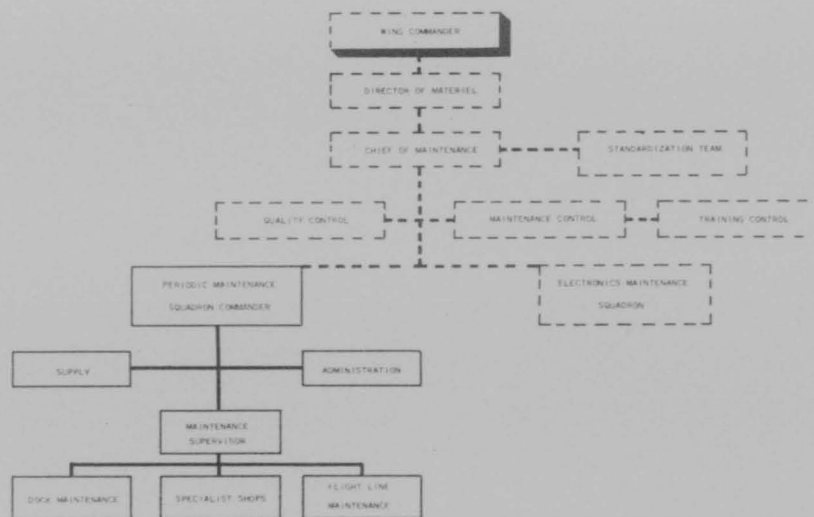 WING COMMANDER
DIRECTOR OF MATERIEL
CHIEF OF MAINTENANCE
STANDARDIZATION TEAM
QUALITY CONTROL
MAINTENANCE CONTROL
TRAINING CONTROL
PERIODIC MAINTENANCE
SQUADRON COMMANDER
ELECTRONICS MAINTENANCE
SQUADRON
SUPPLY
ADMINISTRATION
MAINTENANCE
SUPERVISOR
DOCK MAINTENANCE
SPECIALIST SHOPS
FLIGHT LINE
MAINTENANCE